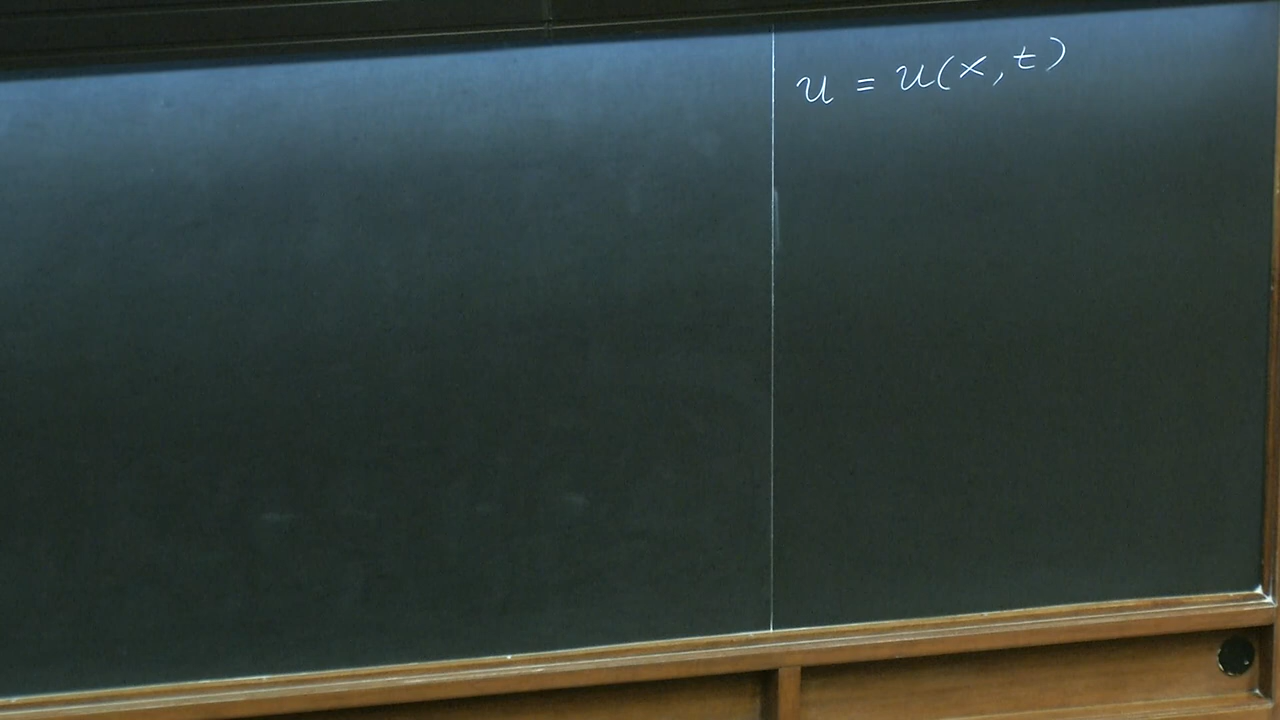 u = u(x,t)